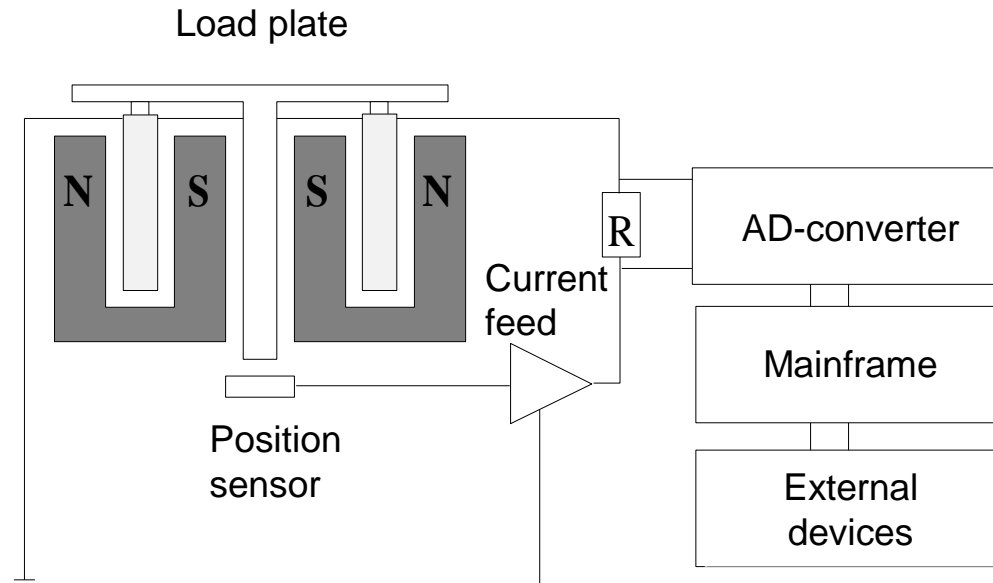 Load plate
N
S
S
N
R
AD-converter
Current
feed
Mainframe
Position
sensor
External
devices